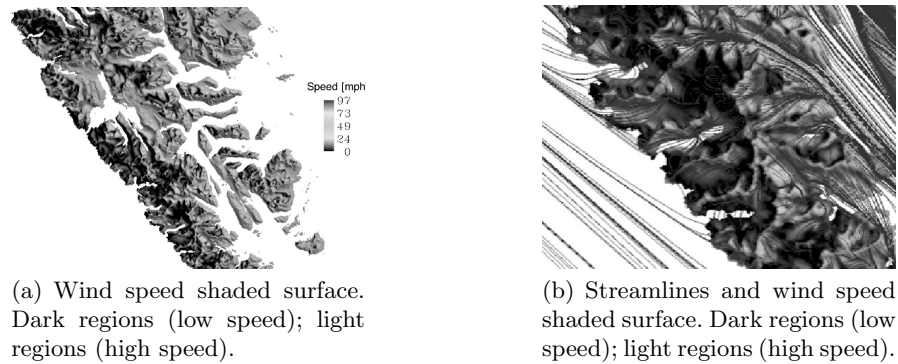 Speed [mph
97
73
49
24
0
(a) Wind speed shaded surface.
Dark regions (low speed); light
regions (high speed).
(b) Streamlines and wind speed
shaded surface. Dark regions (low
speed); light regions (high speed).